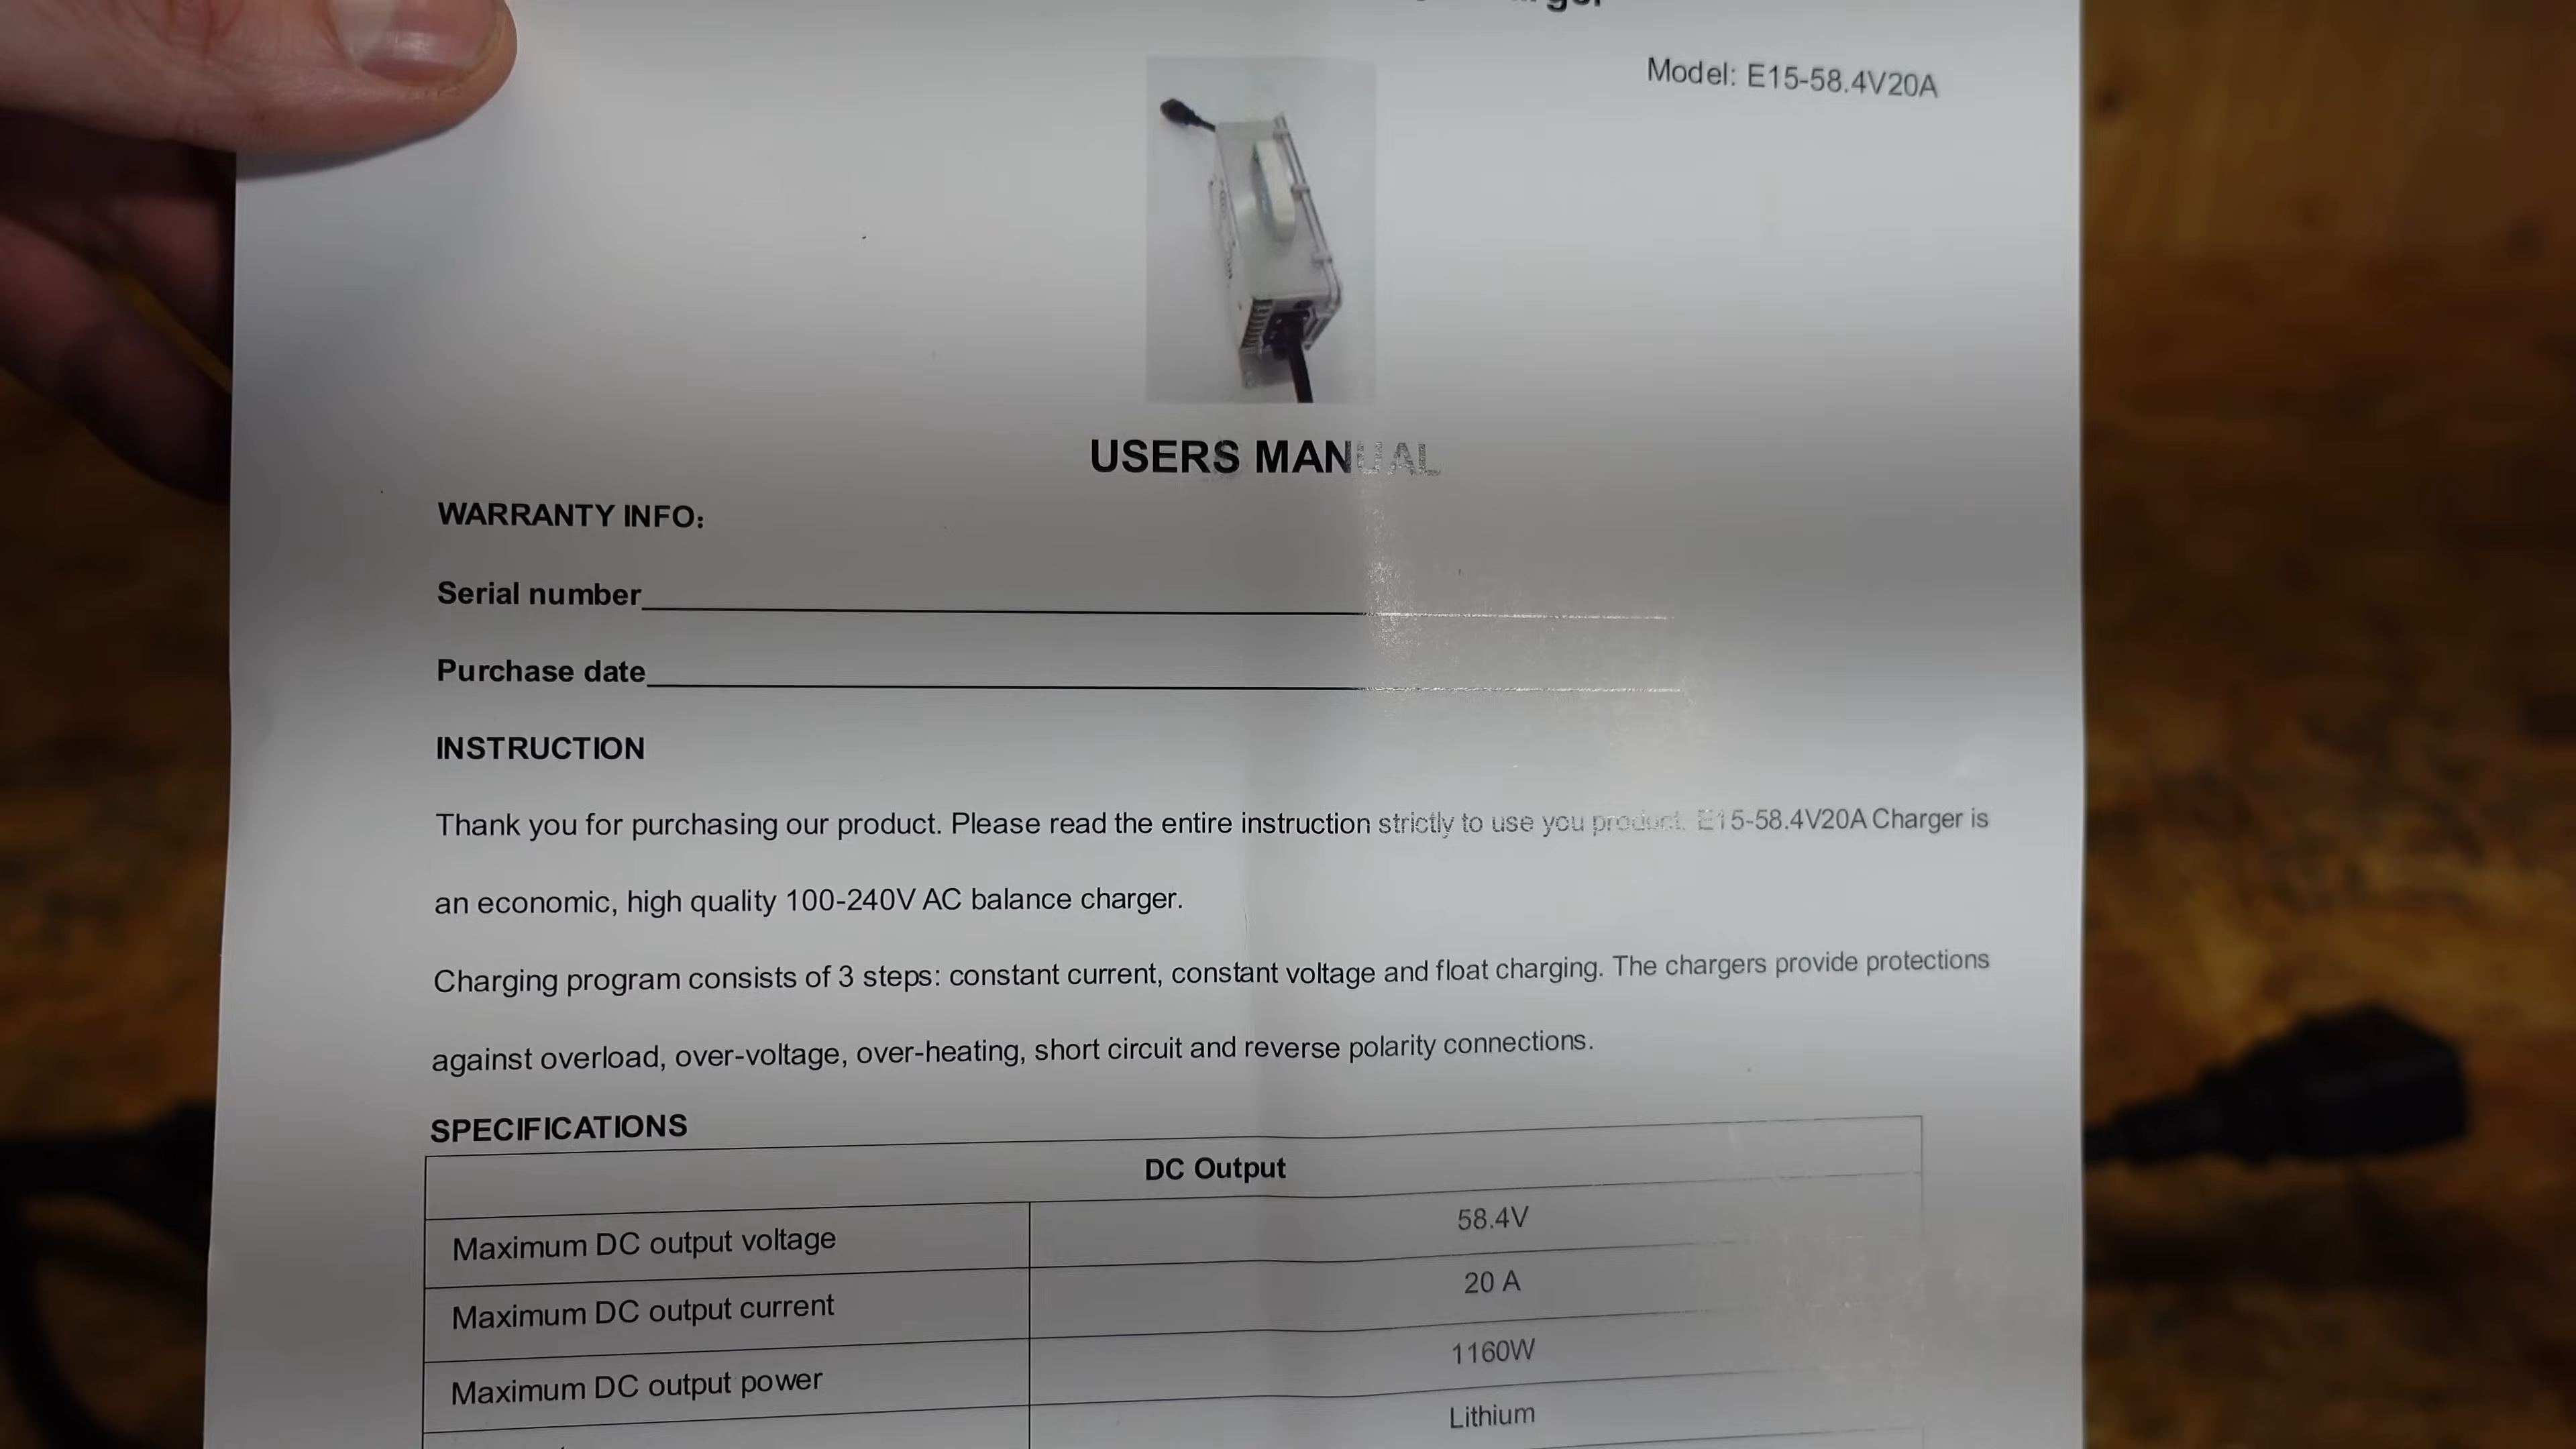 Model: E15-58.4V20A
USERS MANUAL
WARRANTY INFO:
Serial number
Purchase date
INSTRUCTION
Thank you for purchasing our product. Please read the entire instruction strictly to use you product. E15-58.4V20A Charger is
an economic, high quality 100-240V AC balance charger.
Charging program consists of 3 steps: constant current, constant voltage and float charging. The chargers provide protections
against overload, over-voltage, over-heating, short circuit and reverse polarity connections.
SPECIFICATIONS
DC Output
Maximum DC output voltage 58.4V
Maximum DC output current 20 A
Maximum DC output power 1160W
Lithium